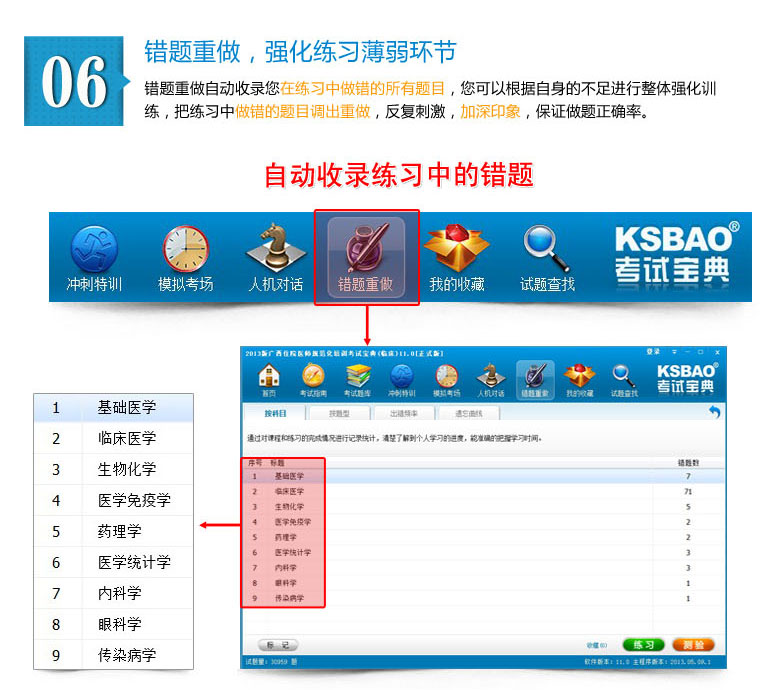 06
错题重做，强化练习薄弱环节
错题重做自动收录您在练习中做错的所有题目，您可以根据自身的不足进行整体强化训
练，把练习中做错的题目调出重做，反复刺激，加深印象，保证做题正确率。
自动收录练习中的错题
冲刺特训 模拟考场 人机对话 错题重做 我的收藏 试题查找
KSBAO®
考试宝典
2013版广西住院医师规范化培训考试宝典(临床)11.0[正式版] 登录
首页 考试指南 考试题库 冲刺特训 模拟考场 人机对话 错题重做 我的收藏 试题查找
KSBAO®
考试宝典
按科目 按题型 出错频率 遗忘曲线
通过对课程和练习的完成情况进行记录统计，清楚了解到个人学习的进度，能准确的把握学习时间。
序号 标题 错题数
1 基础医学 7
2 临床医学 71
3 生物化学 5
4 医学免疫学 2
5 药理学 2
6 医学统计学 3
7 内科学 3
8 眼科学 1
9 传染病学 1
标 记 收藏(0) 练习 测验
试题量：30959 题 软件版本：11.0 主程序版本：2013.05.09.1
1 基础医学
2 临床医学
3 生物化学
4 医学免疫学
5 药理学
6 医学统计学
7 内科学
8 眼科学
9 传染病学